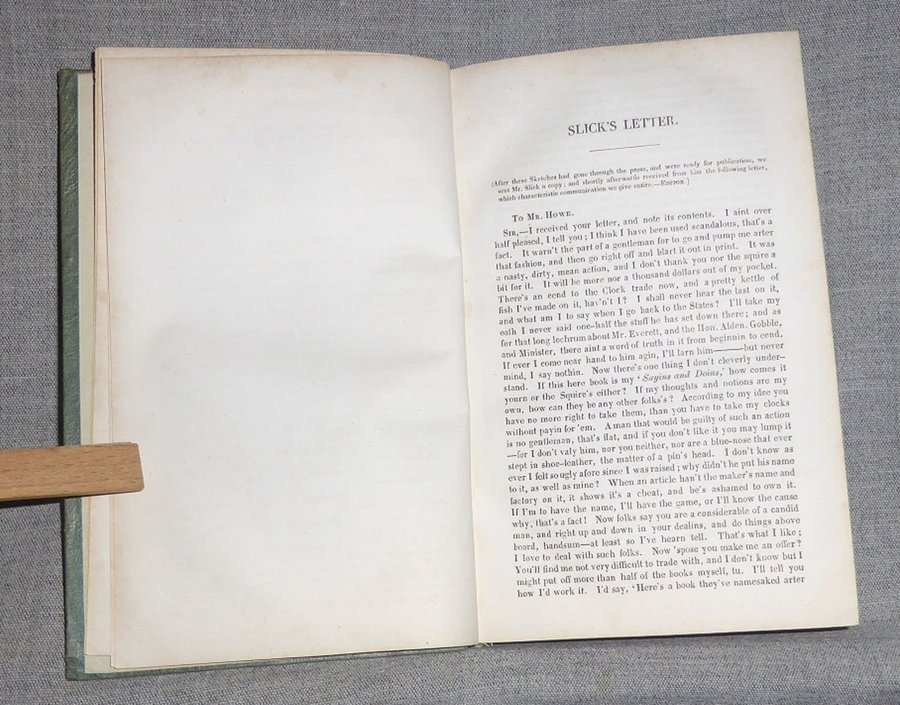 SLICK'S LETTER.
[After these Sketches had gone through the press, and were ready for publication, we
sent Mr. Slick a copy; and shortly afterwards received from him the following letter,
which characteristic communication we give entire.—EDITOR.]
To MR. HOWE.
SIR,—I received your letter, and note its contents. I aint over
half pleased, I tell you; I think I have been used scandalous, that's a
fact. It warn't the part of a gentleman for to go and pump me arter
that fashion, and then go right off and blart it out in print. It was
a nasty, dirty, mean action, and I don't thank you nor the squire a
bit for it. It will be more nor a thousand dollars out of my pocket.
There's an eend to the Clock trade now, and a pretty kettle of
fish I've made on it, hav'n't I? I shall never hear the last on it,
and what am I to say when I go back to the States? I'll take my
oath I never said one-half the stuff he has set down there; and as
for that long lochrum about Mr. Everett, and the Hon. Alden. Gobble,
and Minister, there aint a word of truth in it from beginnin to eend.
If ever I come near hand to him agin, I'll larn him———but never
mind, I say nothin. Now there's one thing I don't cleverly under-
stand. If this here book is my 'Sayins and Doins,' how comes it
yourn or the Squire's either? If my thoughts and notions are my
own, how can they be any other folks's? According to my idee you
have no more right to take them, than you have to take my clocks
without payin for 'em. A man that would be guilty of such an action
is no gentleman, that's flat, and if you don't like it you may lump it
—for I don't valy him, nor you neither, nor are a blue-nose that ever
stept in shoe-leather, the matter of a pin's head. I don't know as
ever I felt so ugly afore since I was raised; why didn't he put his name
to it, as well as mine? When an article han't the maker's name and
factory on it, it shows it's a cheat, and he's ashamed to own it.
If I'm to have the name, I'll have the game, or I'll know the cause
why, that's a fact! Now folks say you are a considerable of a candid
man, and right up and down in your dealins, and do things above
board, handsum—at least so I've hearn tell. That's what I like;
I love to deal with such folks. Now 'spose you make me an offer?
You'll find me not very difficult to trade with, and I don't know but I
might put off more than half of the books myself, tu. I'll tell you
how I'd work it. I'd say, 'Here's a book they've namesaked arter